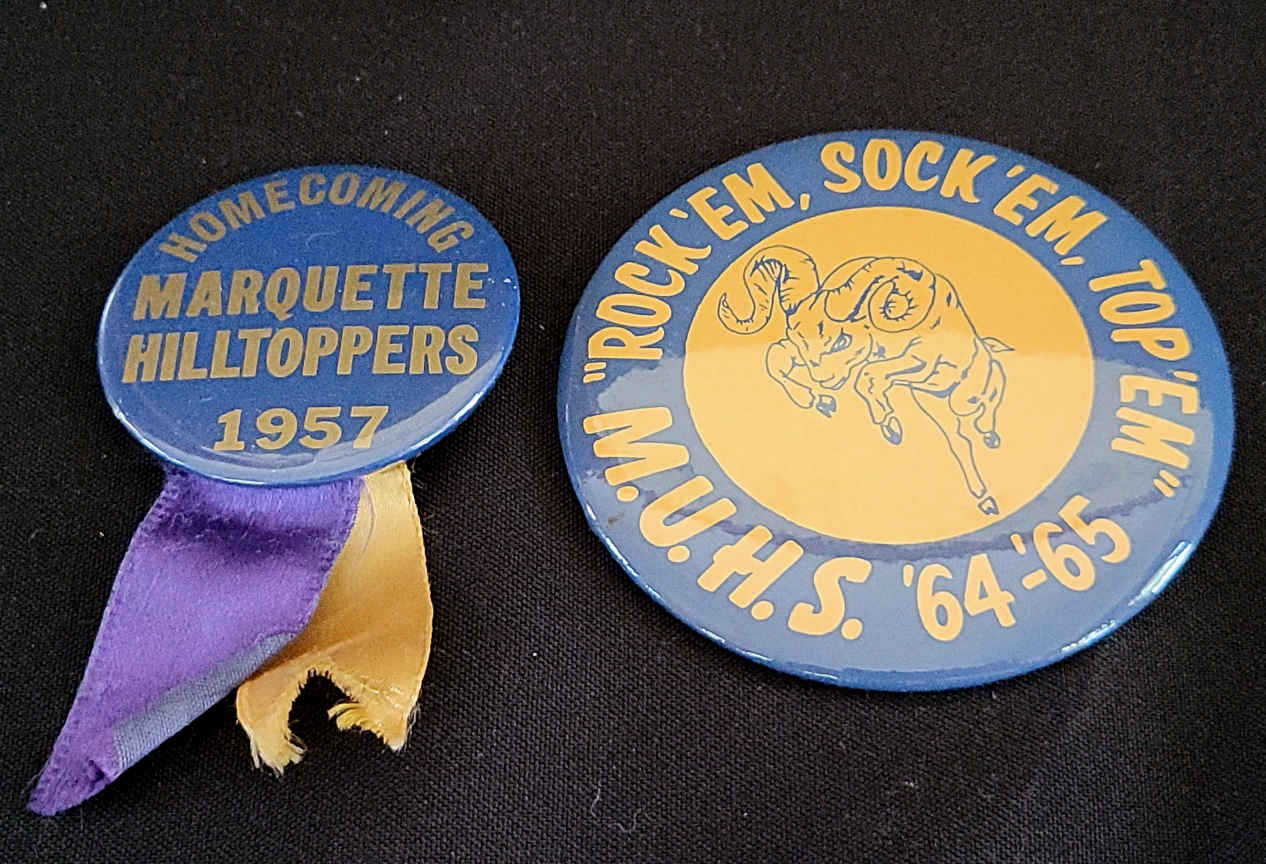 HOMECOMING
MARQUETTE
HILLTOPPERS
1957
"ROCK 'EM, SOCK 'EM, TOP 'EM"
W.U.H.S. '64-'65